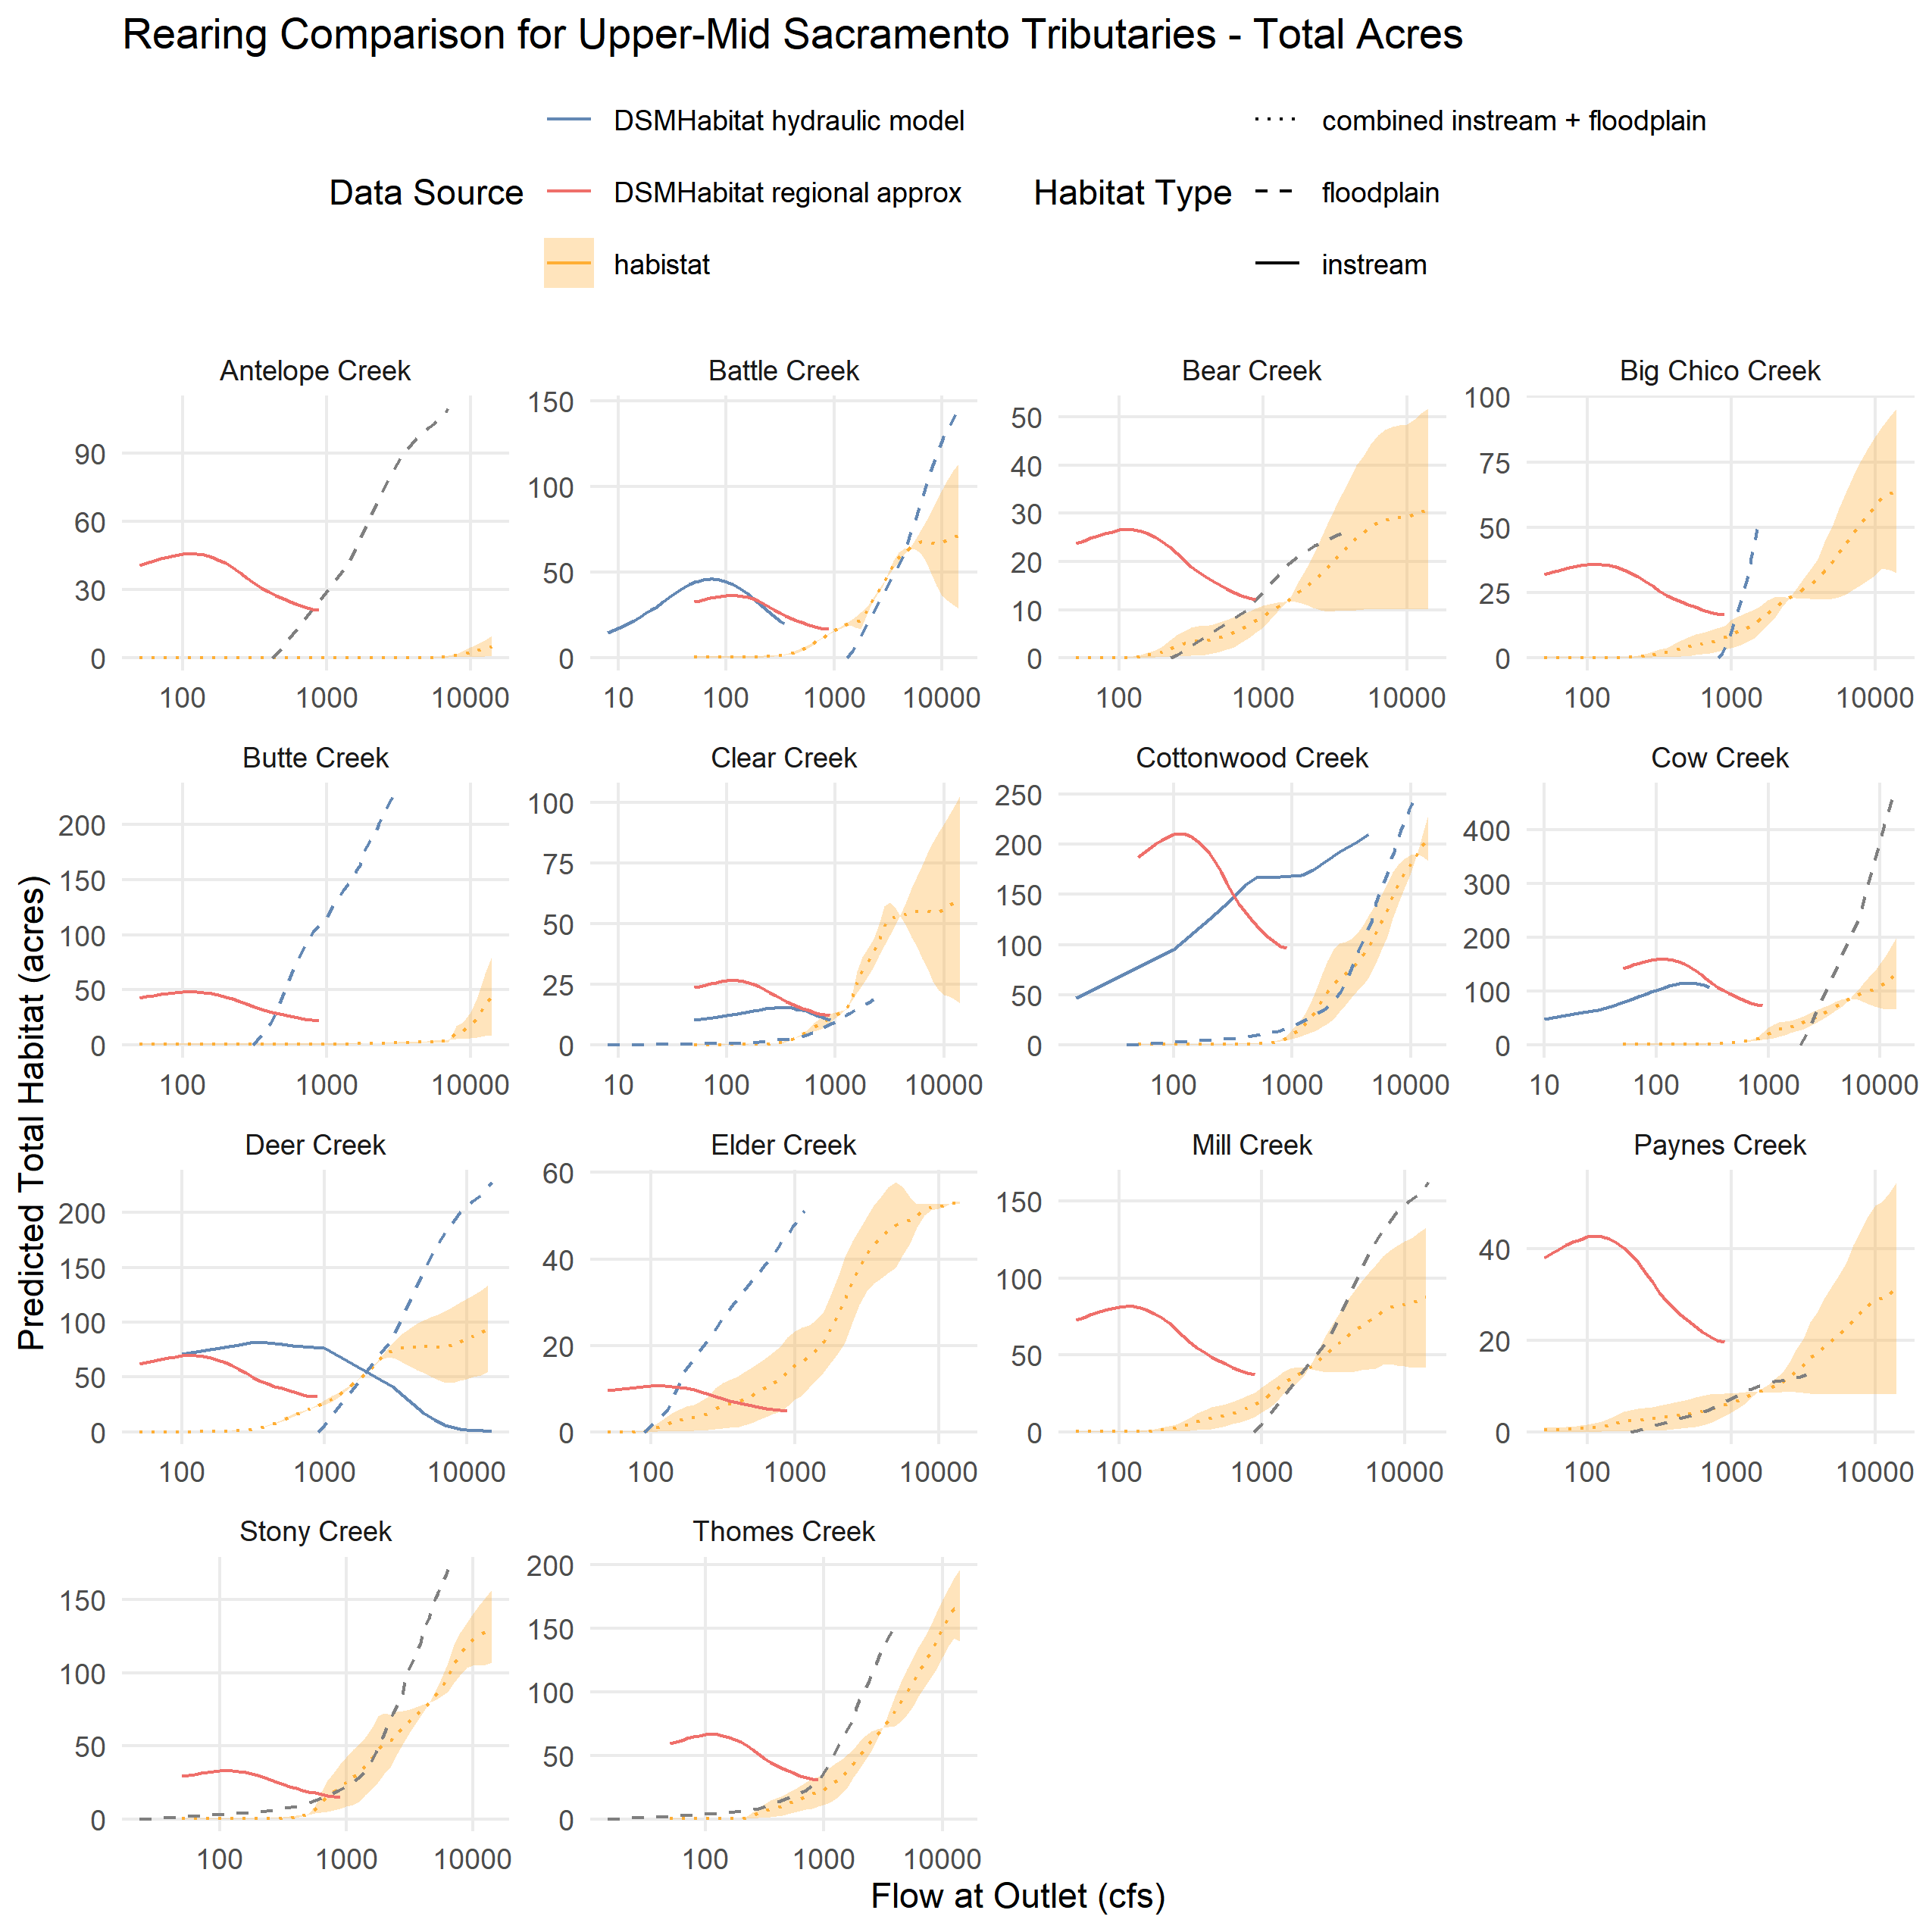 Rearing Comparison for Upper-Mid Sacramento Tributaries - Total Acres
Data Source
DSMHabitat hydraulic model
DSMHabitat regional approx
habistat
Habitat Type
combined instream + floodplain
floodplain
instream
Predicted Total Habitat (acres)
Antelope Creek
90
60
30
0
100 1000 10000
Battle Creek
150
100
50
0
10 100 1000 10000
Bear Creek
50
40
30
20
10
0
100 1000 10000
Big Chico Creek
100
75
50
25
0
100 1000 10000
Butte Creek
200
150
100
50
0
100 1000 10000
Clear Creek
100
75
50
25
0
10 100 1000 10000
Cottonwood Creek
250
200
150
100
50
0
100 1000 10000
Cow Creek
400
300
200
100
0
10 100 1000 10000
Deer Creek
200
150
100
50
0
100 1000 10000
Elder Creek
60
40
20
0
100 1000 10000
Mill Creek
150
100
50
0
100 1000 10000
Paynes Creek
40
20
0
100 1000 10000
Stony Creek
150
100
50
0
100 1000 10000
Thomes Creek
200
150
100
50
0
100 1000 10000
Flow at Outlet (cfs)